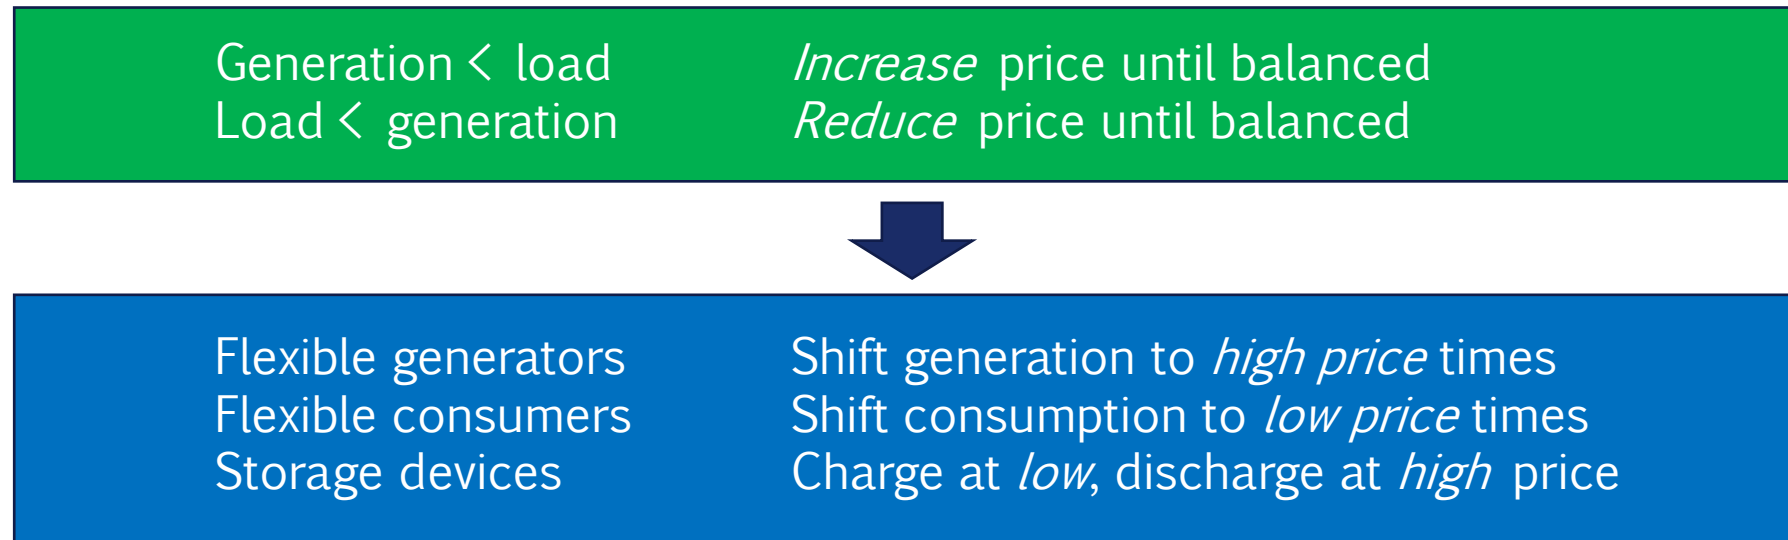 Generation < load Increase price until balanced
Load < generation Reduce price until balanced
Flexible generators Shift generation to high price times
Flexible consumers Shift consumption to low price times
Storage devices Charge at low, discharge at high price